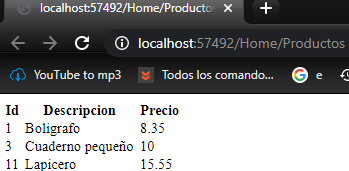 localhost:57492/Home/Productos
localhost:57492/Home/Productos
YouTube to mp3 Todos los comando... e
Id Descripcion Precio
1 Boligrafo 8.35
3 Cuaderno pequeño 10
11 Lapicero 15.55